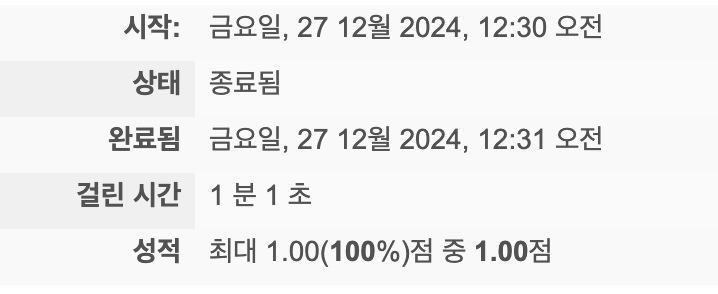 시작: 금요일, 27 12월 2024, 12:30 오전
상태 종료됨
완료됨 금요일, 27 12월 2024, 12:31 오전
걸린 시간 1 분 1 초
성적 최대 1.00(100%)점 중 1.00점